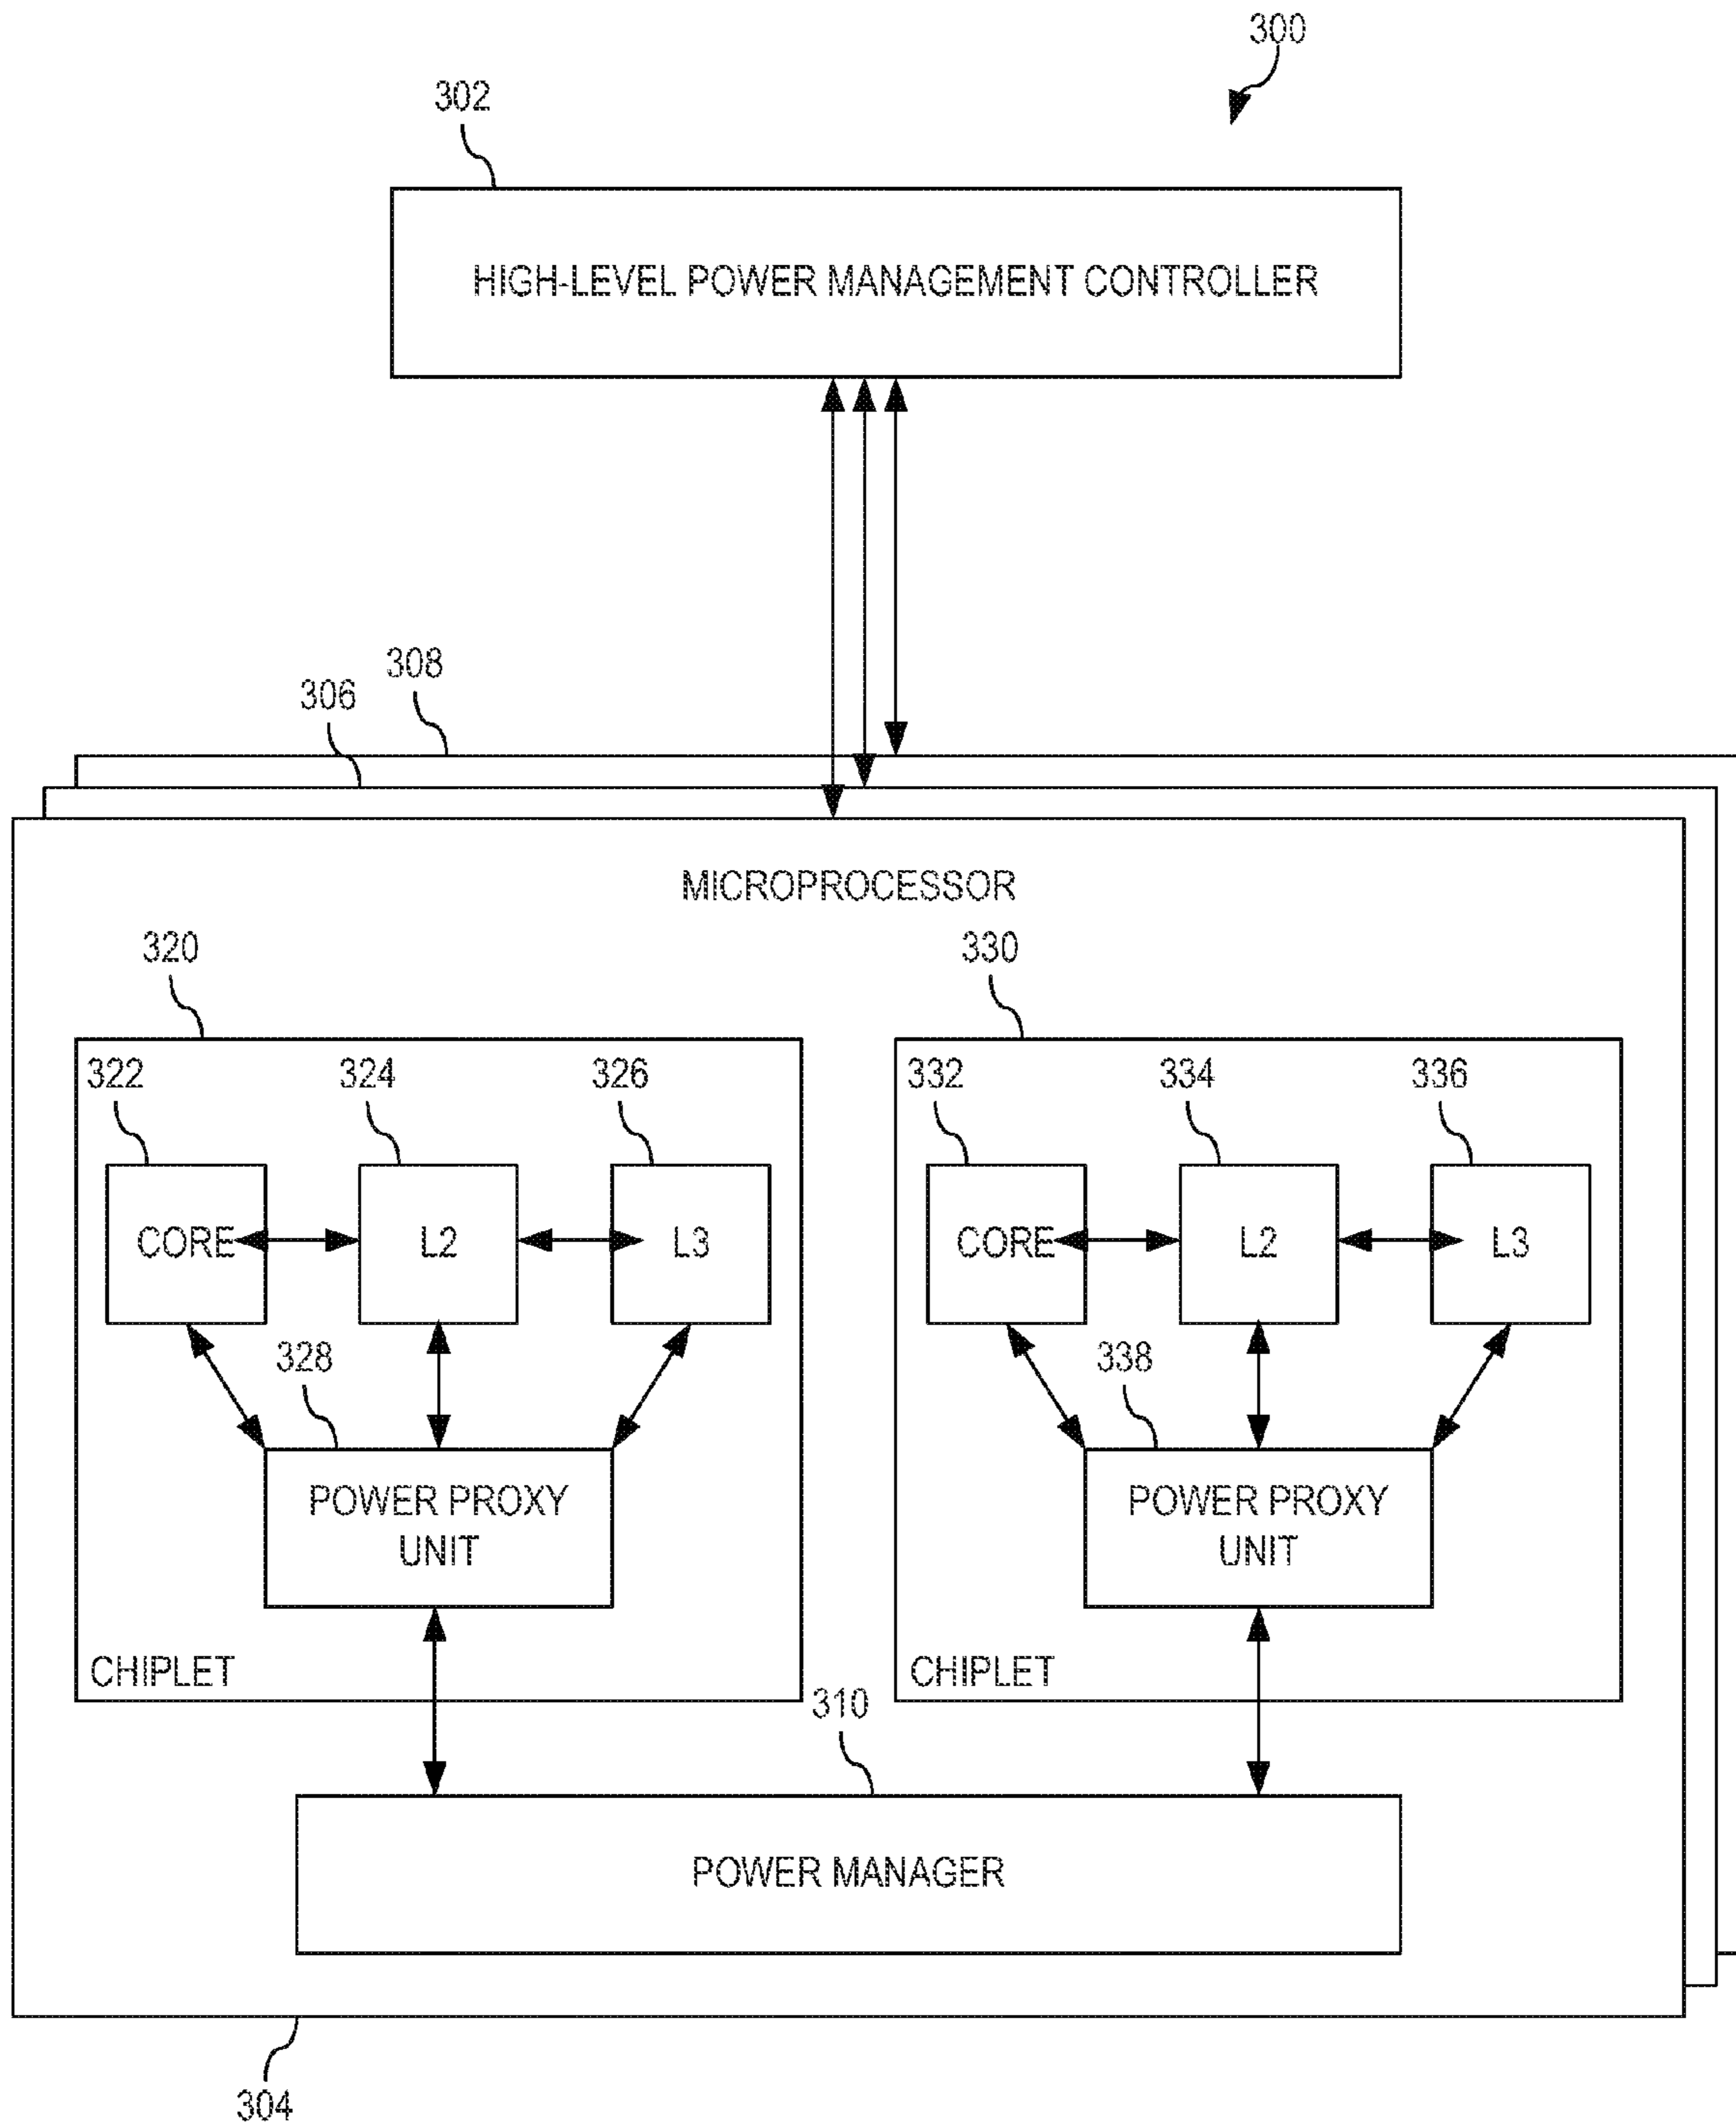 300
302
HIGH-LEVEL POWER MANAGEMENT CONTROLLER
308
306
MICROPROCESSOR
320
330
322
324
326
332
334
336
CORE
L2
L3
CORE
L2
L3
328
338
POWER PROXY
UNIT
POWER PROXY
UNIT
CHIPLET
CHIPLET
310
POWER MANAGER
304